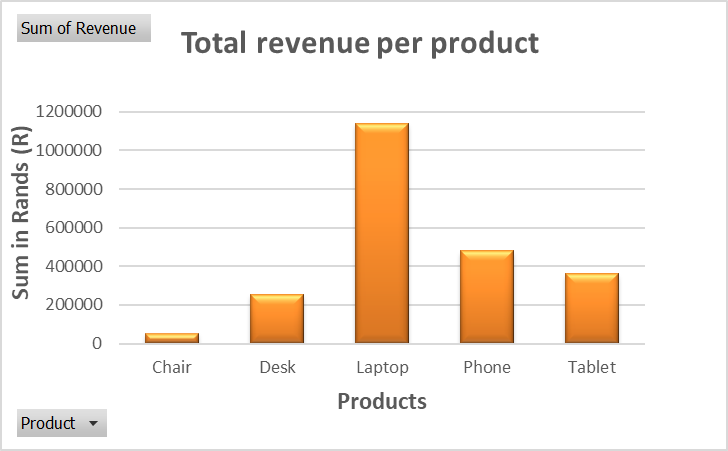 Sum of Revenue
Total revenue per product
Sum in Rands (R)
1200000
1000000
800000
600000
400000
200000
0
Chair Desk Laptop Phone Tablet
Products
Product